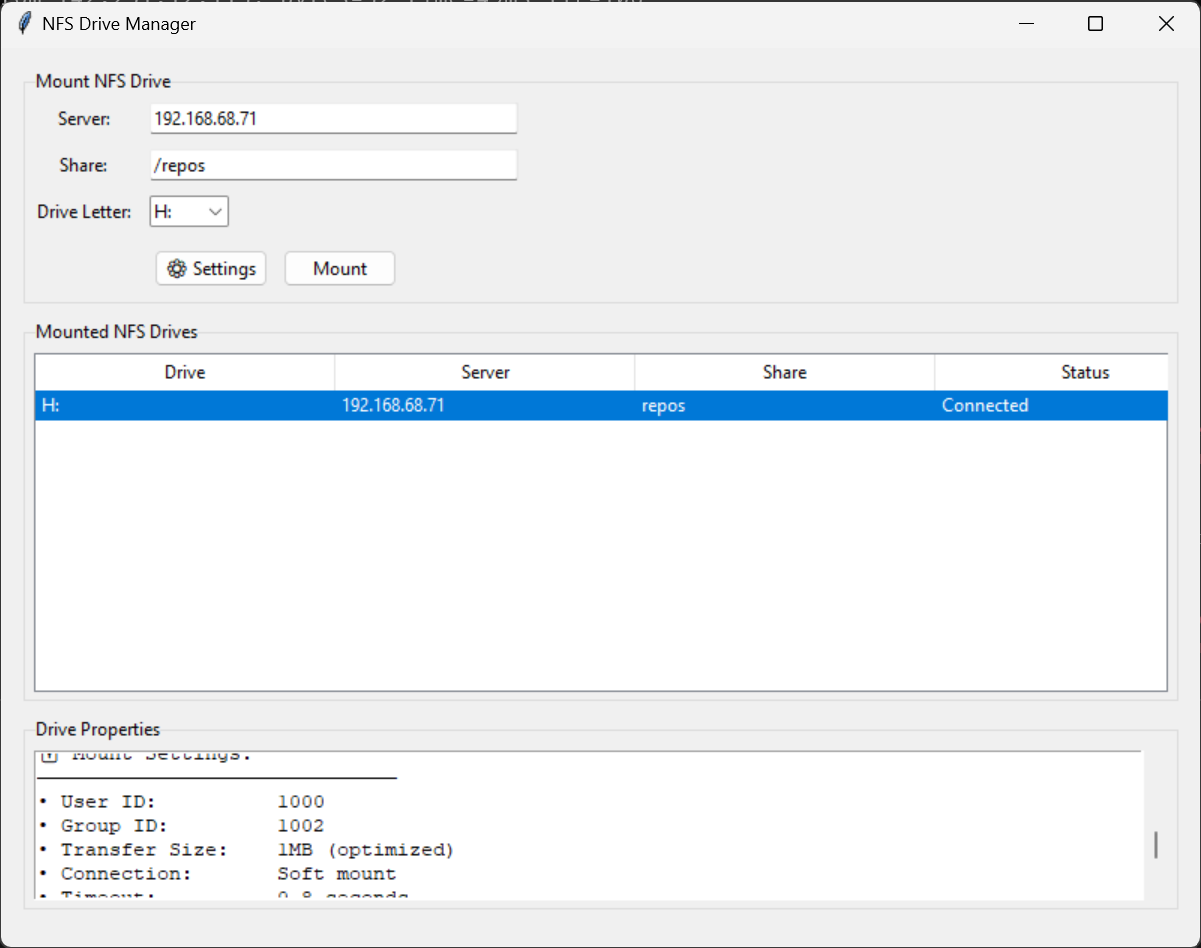 NFS Drive Manager
Mount NFS Drive
Server: 192.168.68.71
Share: /repos
Drive Letter: H:
Settings Mount
Mounted NFS Drives
Drive Server Share Status
H: 192.168.68.71 repos Connected
Drive Properties
Mount Settings:
• User ID: 1000
• Group ID: 1002
• Transfer Size: 1MB (optimized)
• Connection: Soft mount
• Timeout: 0.8 seconds